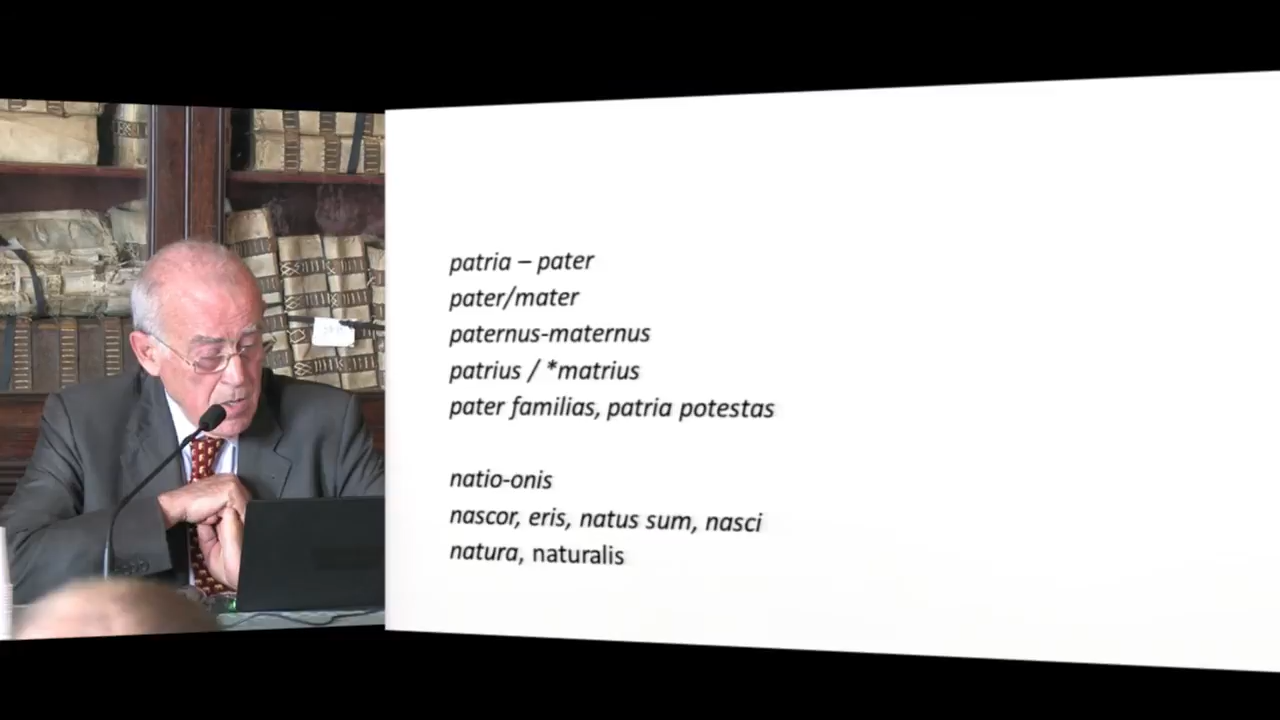 patria – pater
pater/mater
paternus-maternus
patrius / *matrius
pater familias, patria potestas
natio-onis
nascor, eris, natus sum, nasci
natura, naturalis